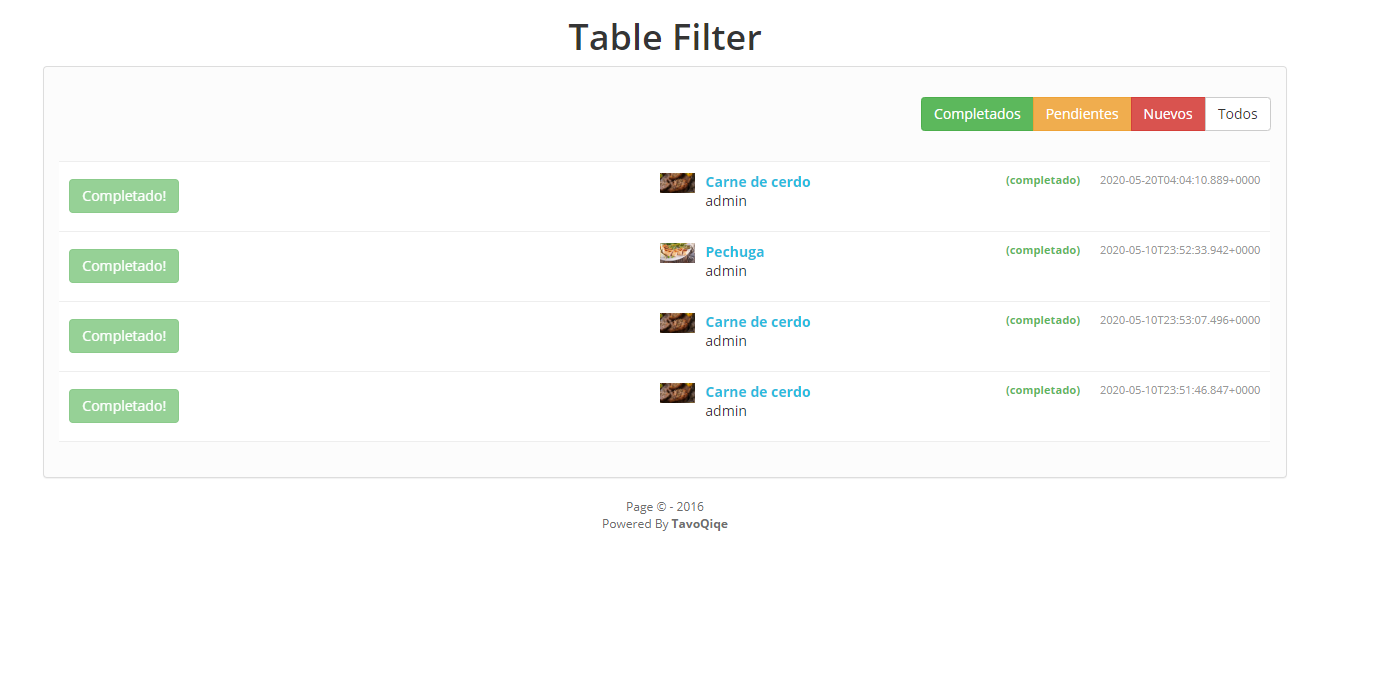 Table Filter
Completados Pendientes Nuevos Todos
Completado! Carne de cerdo (completado) 2020-05-20T04:04:10.889+0000
admin
Completado! Pechuga (completado) 2020-05-10T23:52:33.942+0000
admin
Completado! Carne de cerdo (completado) 2020-05-10T23:53:07.496+0000
admin
Completado! Carne de cerdo (completado) 2020-05-10T23:51:46.847+0000
admin
Page © - 2016
Powered By TavoQiqe